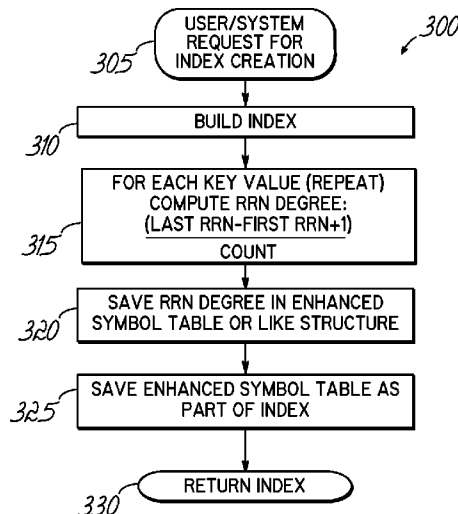 USER/SYSTEM
REQUEST FOR
INDEX CREATION
300
305
BUILD INDEX
310
FOR EACH KEY VALUE (REPEAT)
COMPUTE RRN DEGREE:
(LAST RRN-FIRST RRN+1)
COUNT
315
SAVE RRN DEGREE IN ENHANCED
SYMBOL TABLE OR LIKE STRUCTURE
320
SAVE ENHANCED SYMBOL TABLE AS
PART OF INDEX
325
RETURN INDEX
330